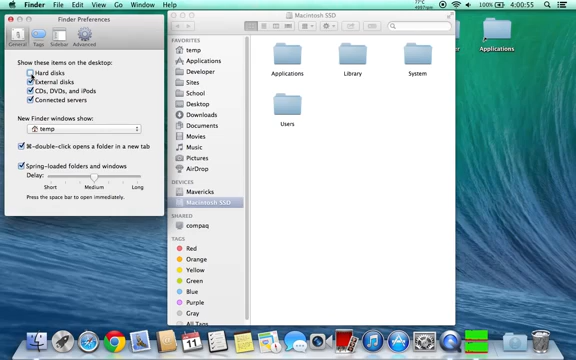 Finder File Edit View Go Window Help
77°C
4097rpm
100%
4:00:55
Finder Preferences
General Tags Sidebar Advanced
Show these items on the desktop:
Hard disks
External disks
CDs, DVDs, and iPods
Connected servers
New Finder windows show:
temp
⌘-double-click opens a folder in a new tab
Spring-loaded folders and windows
Delay:
Short Medium Long
Press the space bar to open immediately.
Macintosh SSD
FAVORITES
temp
Applications
Developer
Sites
School
Desktop
Downloads
Documents
Movies
Music
Pictures
AirDrop
DEVICES
Mavericks
Macintosh SSD
SHARED
compaq
TAGS
Red
Orange
Yellow
Green
Blue
Purple
Gray
All Tags
Applications Library System
Users
Applications
11